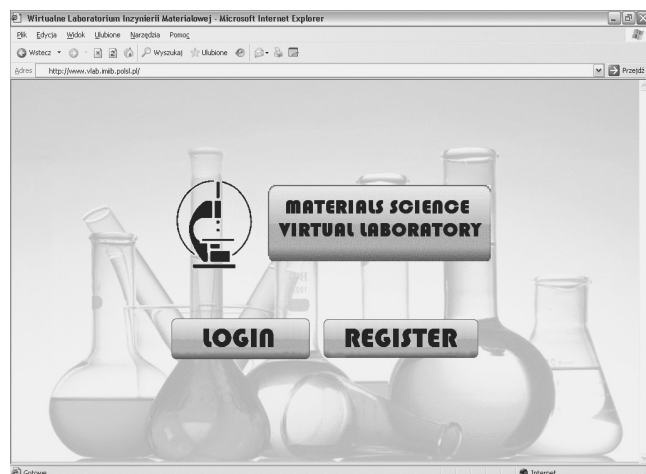 Wirtualne Laboratorium Inzynierii Materialowej - Microsoft Internet Explorer
Plik Edycja Widok Ulubione Narzędzia Pomoc
Wstecz Wyszukaj Ulubione
Adres http://www.vlab.imib.polsl.pl/ Przejdź
MATERIALS SCIENCE
VIRTUAL LABORATORY
LOGIN REGISTER
Gotowe Internet